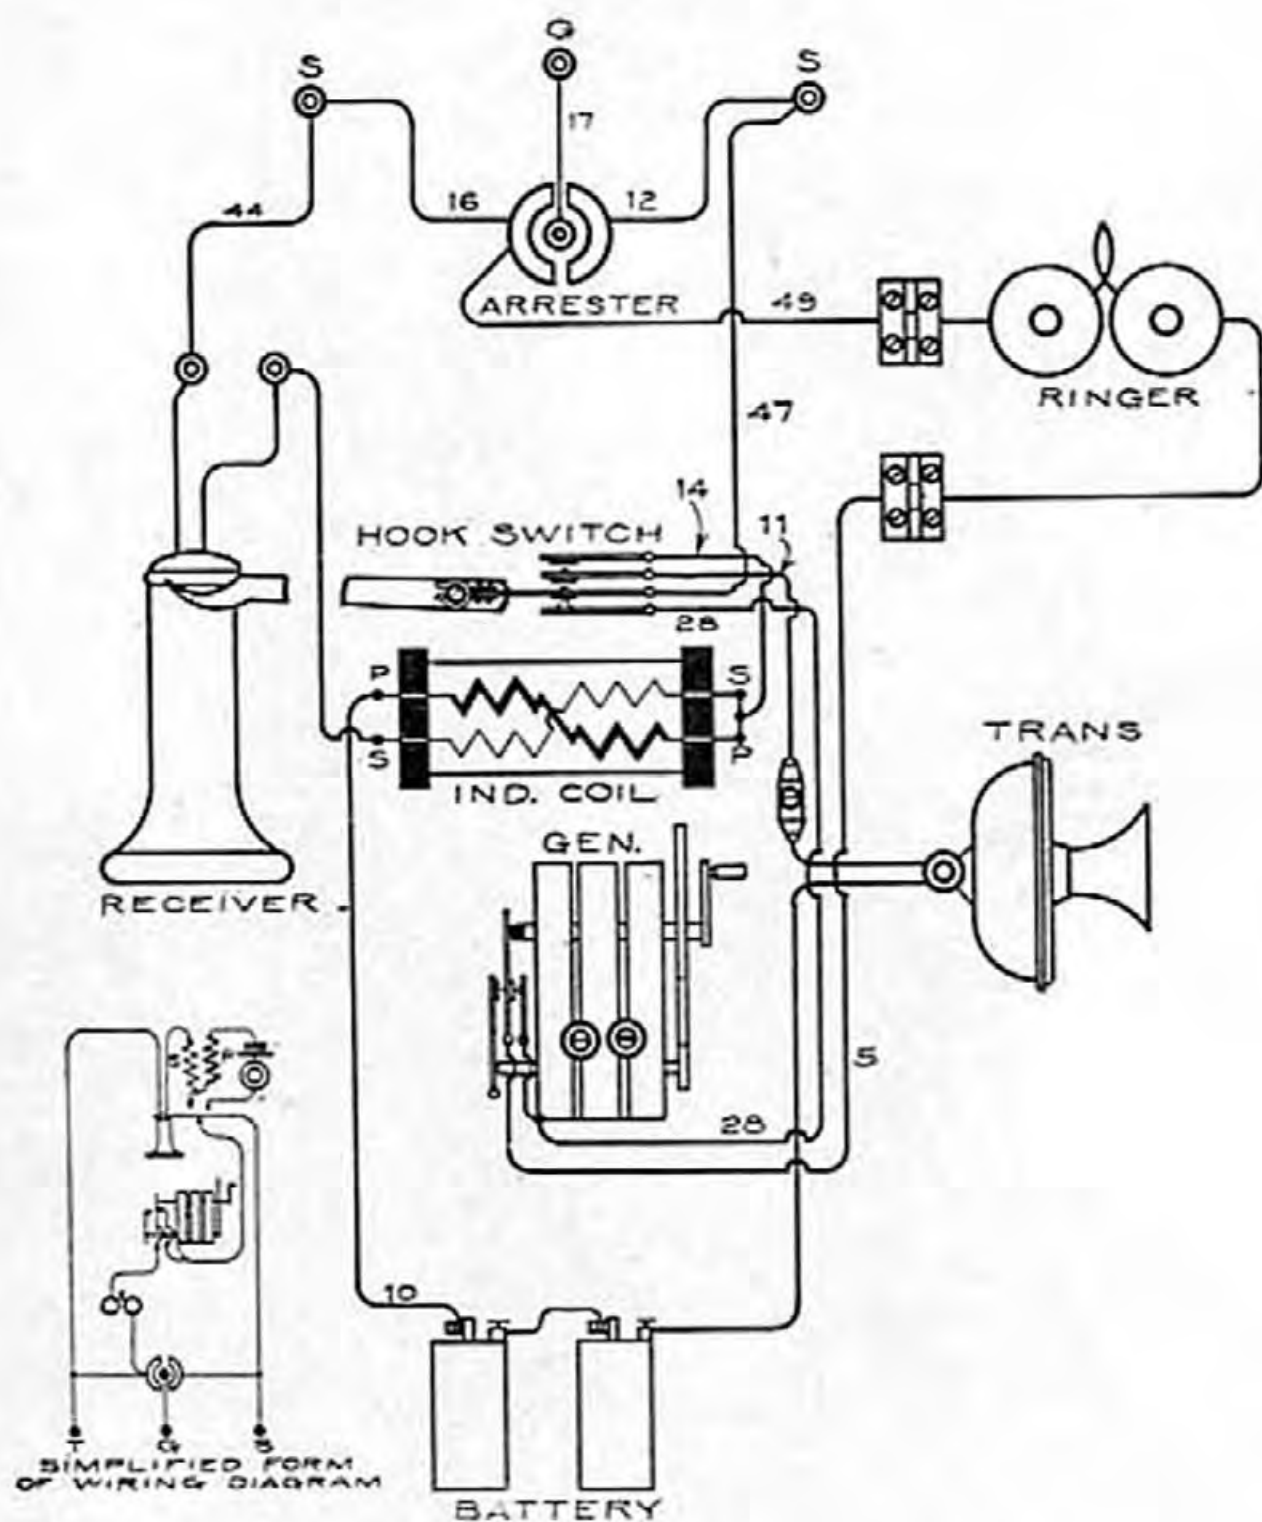 G
S
S
17
44
16
12
ARRESTER
49
RINGER
47
14
11
HOOK SWITCH
28
P
S
S
P
TRANS
IND. COIL
GEN.
RECEIVER
5
28
S
P
10
T G S
SIMPLIFIED FORM
OF WIRING DIAGRAM
BATTERY